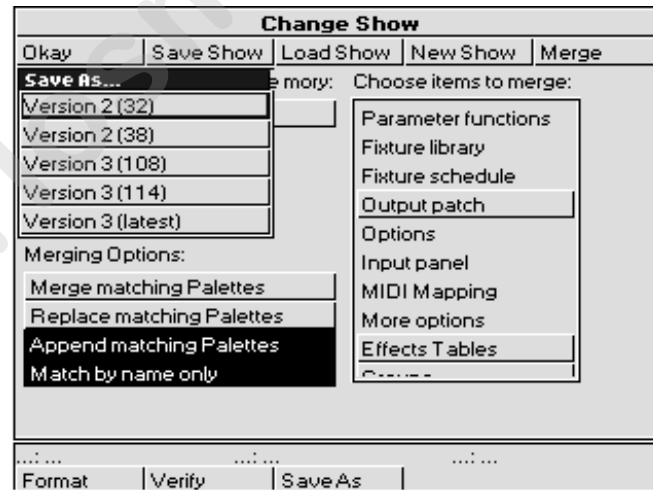 Change Show
Okay Save Show Load Show New Show Merge
Save As...
Version 2 (32)
Version 2 (38)
Version 3 (108)
Version 3 (114)
Version 3 (latest)
mory:
Merging Options:
Merge matching Palettes
Replace matching Palettes
Append matching Palettes
Match by name only
Choose items to merge:
Parameter functions
Fixture library
Fixture schedule
Output patch
Options
Input panel
MIDI Mapping
More options
Effects Tables
...: ... ...: ... ...: ...
Format Verify Save As